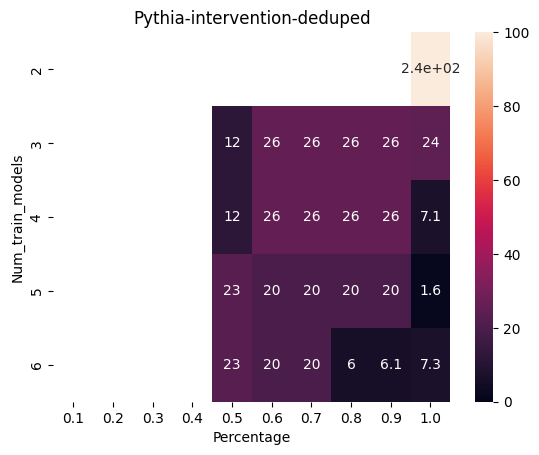 Pythia-intervention-deduped
2 2.4e+02 100
3 12 26 26 26 26 24 80
4 12 26 26 26 26 7.1 60
5 23 20 20 20 20 1.6 40
6 23 20 20 6 6.1 7.3 20
0
Num_train_models
0.1 0.2 0.3 0.4 0.5 0.6 0.7 0.8 0.9 1.0
Percentage